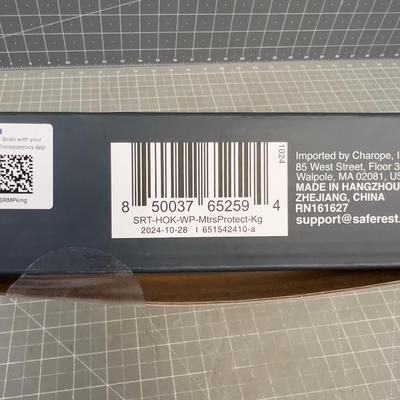 Scan with your
Transparency app
SRMPking
8 50037 65259 4
SRT-HOK-WP-MtrsProtect-Kg
2024-10-28 I 651542410-a
1024
Imported by Charope,
85 West Street, Floor 3
Walpole, MA 02081,
MADE IN HANGZHOU
ZHEJIANG, CHINA
RN161627
support@saferest.